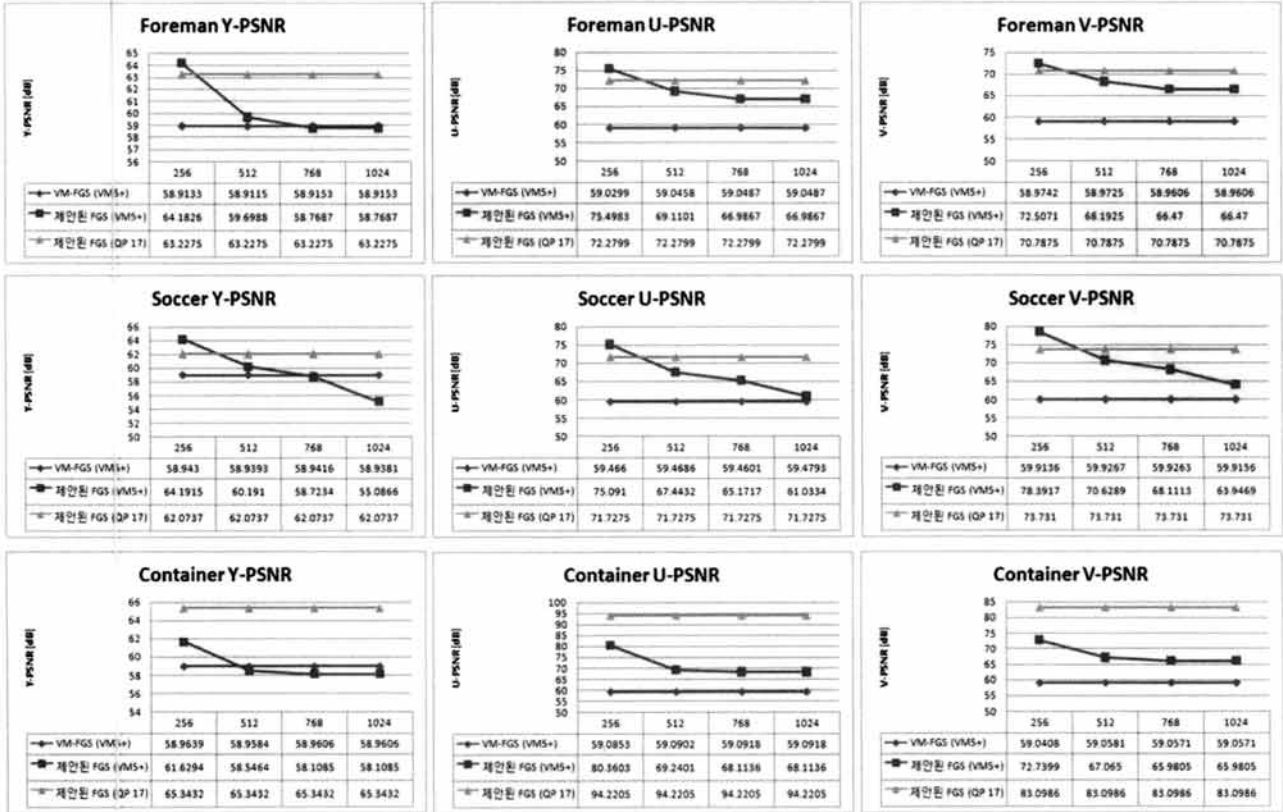 Foreman Y-PSNR
Y-PSNR[dB]
65
64
63
62
61
60
59
58
57
56
256 512 768 1024
VM-FGS (VM5+) 58.9133 58.9115 58.9153 58.9153
제안된 FGS (VM5+) 64.1826 59.6988 58.7687 58.7687
제안된 FGS (QP 17) 63.2275 63.2275 63.2275 63.2275
Foreman U-PSNR
U-PSNR[dB]
80
75
70
65
60
55
50
256 512 768 1024
VM-FGS (VM5+) 59.0299 59.0458 59.0487 59.0487
제안된 FGS (VM5+) 75.4983 69.1101 66.9867 66.9867
제안된 FGS (QP 17) 72.2799 72.2799 72.2799 72.2799
Foreman V-PSNR
V-PSNR[dB]
75
70
65
60
55
50
256 512 768 1024
VM-FGS (VM5+) 58.9742 58.9725 58.9606 58.9606
제안된 FGS (VM5+) 72.5071 68.1925 66.47 66.47
제안된 FGS (QP 17) 70.7875 70.7875 70.7875 70.7875
Soccer Y-PSNR
Y-PSNR[dB]
66
64
62
60
58
56
54
52
50
256 512 768 1024
VM-FGS (VM5+) 58.943 58.9393 58.9416 58.9381
제안된 FGS (VM5+) 64.1915 60.191 58.7234 55.0866
제안된 FGS (QP 17) 62.0737 62.0737 62.0737 62.0737
Soccer U-PSNR
U-PSNR[dB]
80
75
70
65
60
55
50
256 512 768 1024
VM-FGS (VM5+) 59.466 59.4686 59.4601 59.4793
제안된 FGS (VM5+) 75.091 67.4432 65.1717 61.0334
제안된 FGS (QP 17) 71.7275 71.7275 71.7275 71.7275
Soccer V-PSNR
V-PSNR[dB]
80
75
70
65
60
55
50
256 512 768 1024
VM-FGS (VM5+) 59.9136 59.9267 59.9263 59.9156
제안된 FGS (VM5+) 78.3917 70.6289 68.1113 63.9469
제안된 FGS (QP 17) 73.731 73.731 73.731 73.731
Container Y-PSNR
Y-PSNR[dB]
66
64
62
60
58
56
54
256 512 768 1024
VM-FGS (VM5+) 58.9639 58.9584 58.9606 58.9606
제안된 FGS (VM5+) 61.6294 58.5464 58.1085 58.1085
제안된 FGS (QP 17) 65.3432 65.3432 65.3432 65.3432
Container U-PSNR
U-PSNR[dB]
100
95
90
85
80
75
70
65
60
55
50
256 512 768 1024
VM-FGS (VM5+) 59.0853 59.0902 59.0918 59.0918
제안된 FGS (VM5+) 80.3603 69.2401 68.1136 68.1136
제안된 FGS (QP 17) 94.2205 94.2205 94.2205 94.2205
Container V-PSNR
V-PSNR[dB]
85
80
75
70
65
60
55
50
256 512 768 1024
VM-FGS (VM5+) 59.0408 59.0581 59.0571 59.0571
제안된 FGS (VM5+) 72.7399 67.065 65.9805 65.9805
제안된 FGS (QP 17) 83.0986 83.0986 83.0986 83.0986